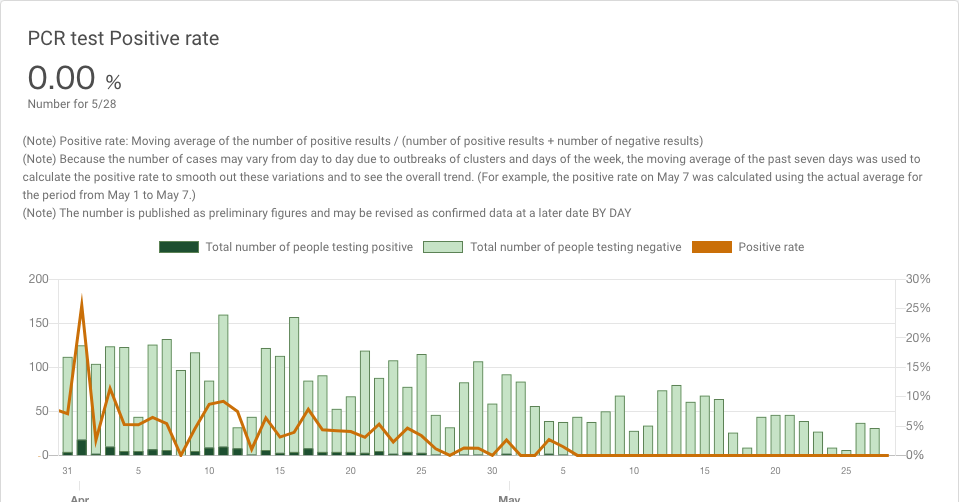 PCR test Positive rate
0.00 %
Number for 5/28
(Note) Positive rate: Moving average of the number of positive results / (number of positive results + number of negative results)
(Note) Because the number of cases may vary from day to day due to outbreaks of clusters and days of the week, the moving average of the past seven days was used to
calculate the positive rate to smooth out these variations and to see the overall trend. (For example, the positive rate on May 7 was calculated using the actual average for
the period from May 1 to May 7.)
(Note) The number is published as preliminary figures and may be revised as confirmed data at a later date BY DAY
Total number of people testing positive Total number of people testing negative Positive rate
200 30%
25%
150
20%
100 15%
10%
50
5%
0 0%
31 5 10 15 20 25 30 5 10 15 20 25
Apr May